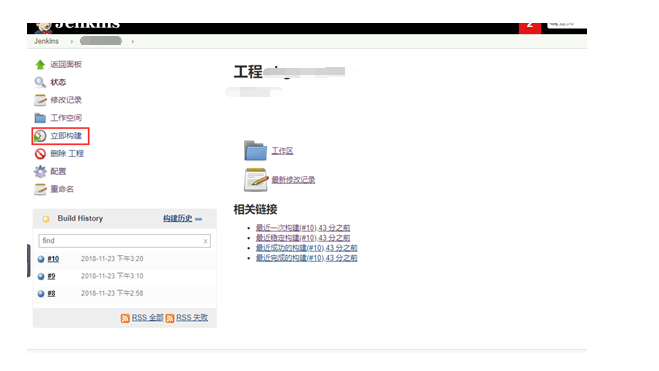 Jenkins
2
Jenkins
返回面板
状态
修改记录
工作空间
立即构建
删除 工程
配置
重命名
Build History 构建历史
find x
#10 2018-11-23 下午3:20
#9 2018-11-23 下午3:10
#8 2018-11-23 下午2:58
RSS 全部 RSS 失败
工程
工作区
最新修改记录
相关链接
最近一次构建(#10),43 分之前
最近稳定构建(#10),43 分之前
最近成功的构建(#10),43 分之前
最近完成的构建(#10),43 分之前